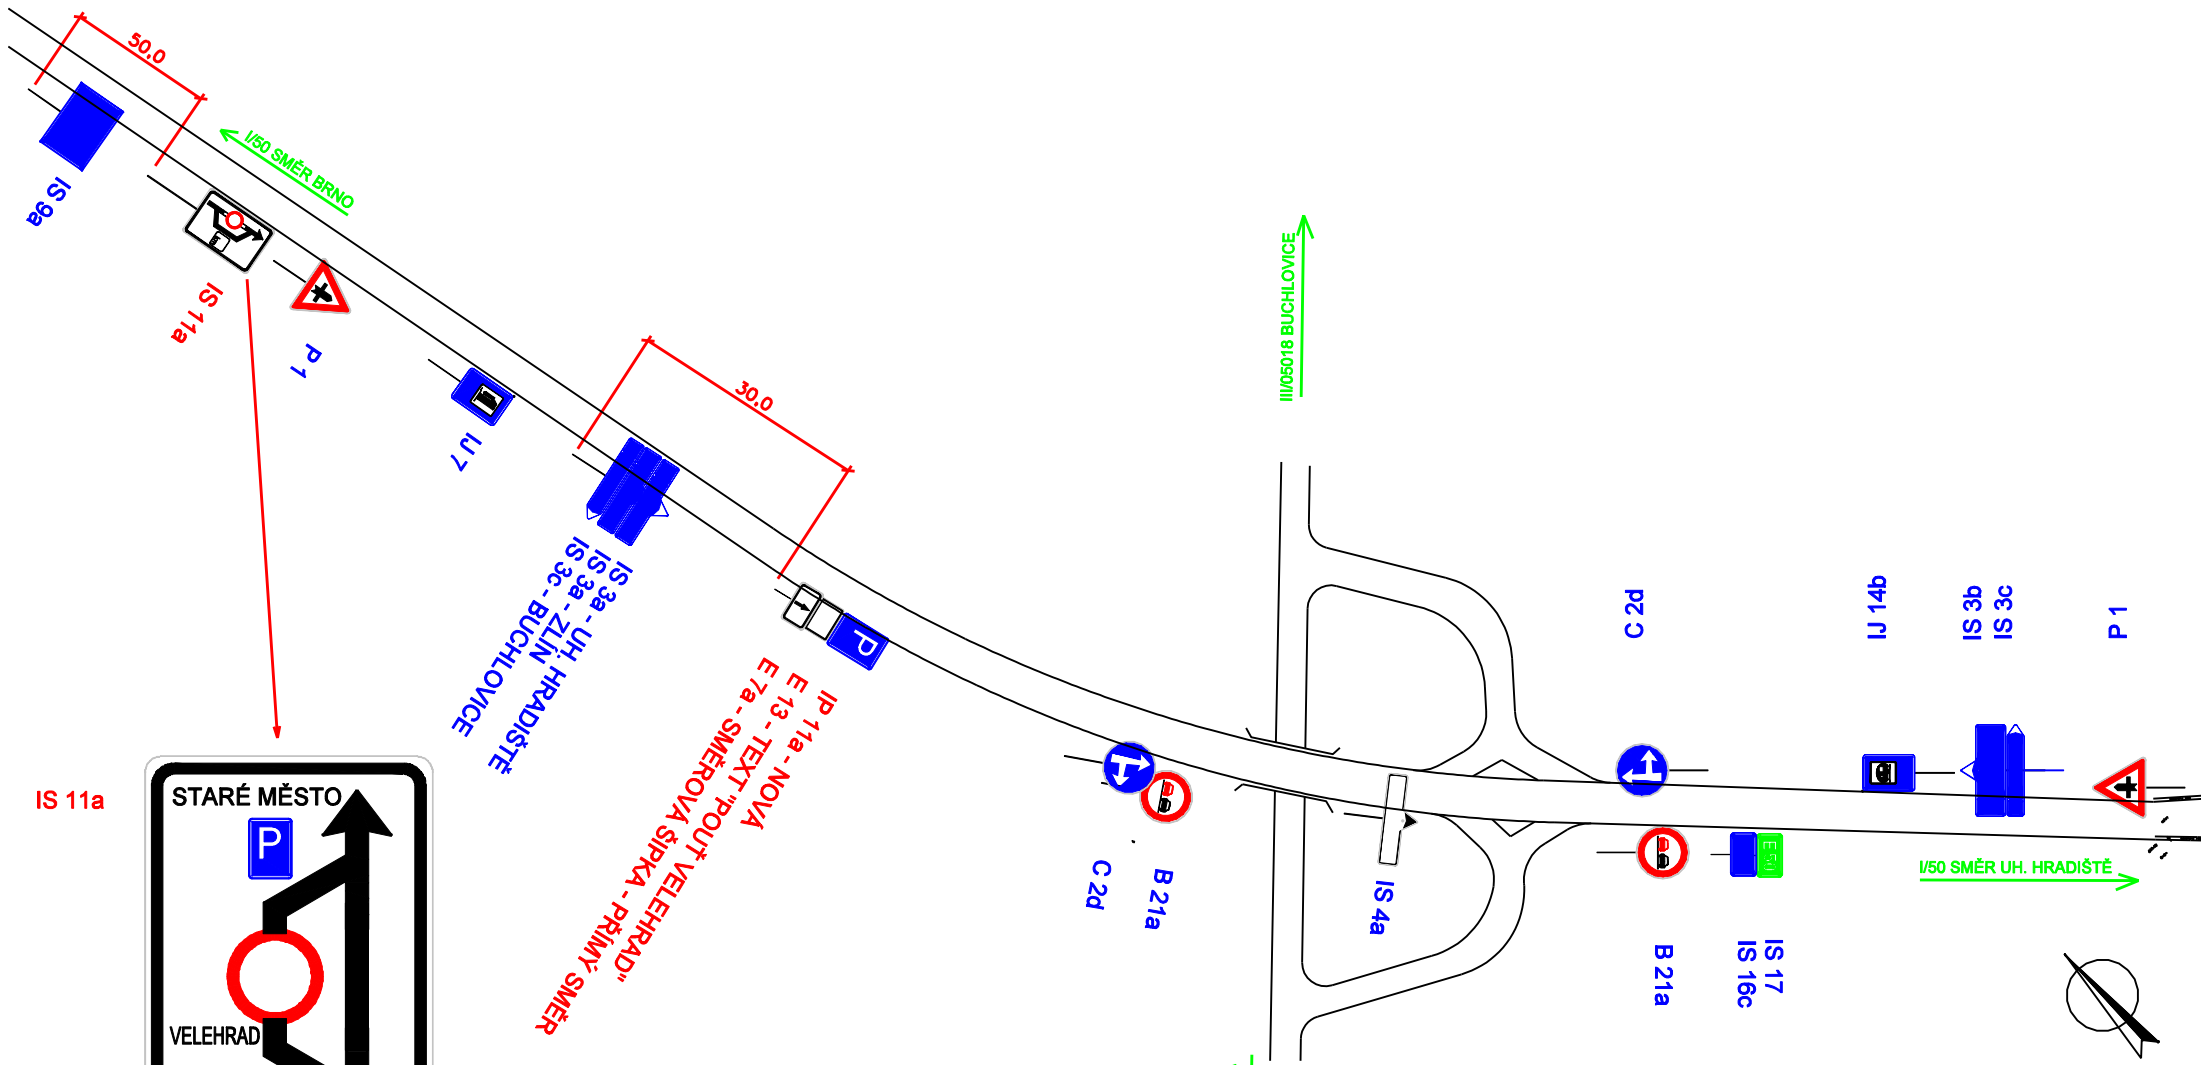 50.0
I/50 SMĚR BRNO
IS 9a
IS 11a
P 1
IJ 7
30.0
IS 3a - UH. HRADIŠTĚ
IS 3a - ZLÍN
IS 3c - BUCHLOVICE
P
IP 11a - NOVÁ
E 13 - TEXT "POUŤ VELEHRAD"
E 7a - SMĚROVÁ ŠIPKA - PŘÍMÝ SMĚR
III/05018 BUCHLOVICE
C 2d
B 21a
IS 4a
C 2d
B 21a
IJ 14b
IS 3b
IS 3c
P 1
E 50
IS 17
IS 16c
I/50 SMĚR UH. HRADIŠTĚ
IS 11a
STARÉ MĚSTO
P
VELEHRAD